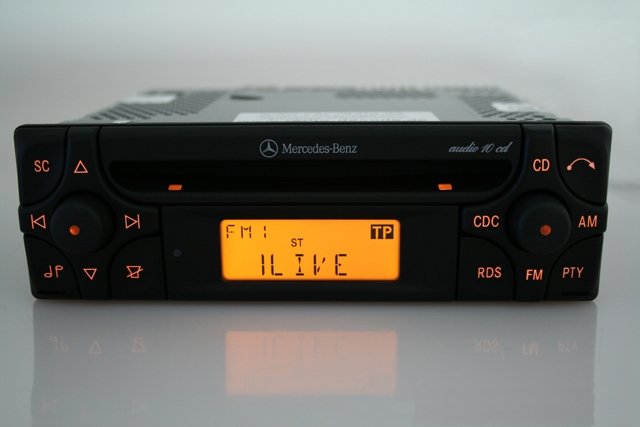 Mercedes-Benz
audio 10 cd
SC
CD
CDC
AM
RDS
FM
PTY
FM1
TP
ST
1LIVE